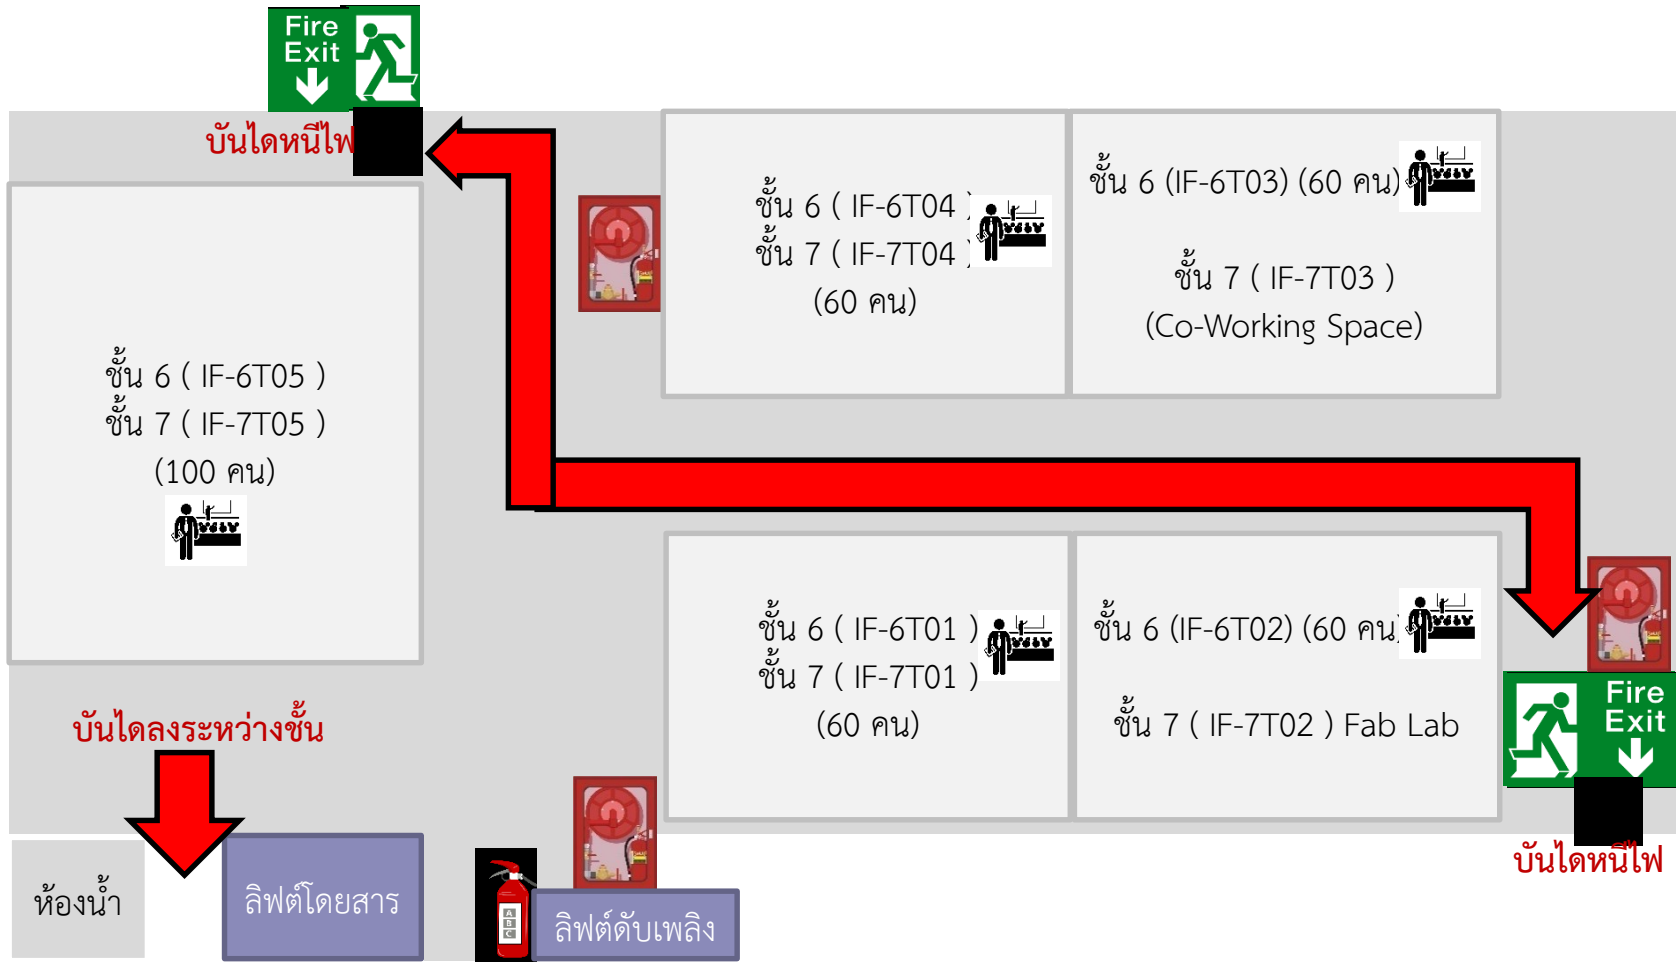 Fire
Exit
บันไดหนีไฟ
ชั้น 6 ( IF-6T04 )
ชั้น 7 ( IF-7T04 )
(60 คน)
ชั้น 6 (IF-6T03) (60 คน)
ชั้น 7 ( IF-7T03 )
(Co-Working Space)
ชั้น 6 ( IF-6T05 )
ชั้น 7 ( IF-7T05 )
(100 คน)
ชั้น 6 ( IF-6T01 )
ชั้น 7 ( IF-7T01 )
(60 คน)
ชั้น 6 (IF-6T02) (60 คน)
ชั้น 7 ( IF-7T02 ) Fab Lab
Fire
Exit
บันไดหนีไฟ
บันไดลงระหว่างชั้น
ห้องน้ำ
ลิฟต์โดยสาร
A
B
C
ลิฟต์ดับเพลิง